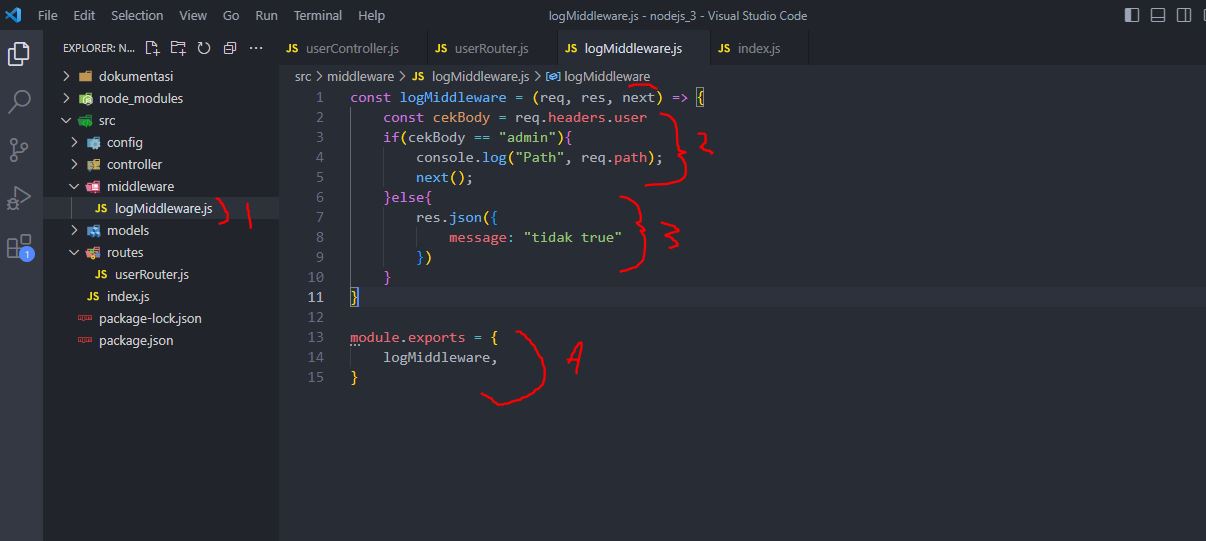 File Edit Selection View Go Run Terminal Help
logMiddleware.js - nodejs_3 - Visual Studio Code
EXPLORER: N...
JS userController.js
JS userRouter.js
JS logMiddleware.js
JS index.js
dokumentasi
node_modules
src
config
controller
middleware
JS logMiddleware.js
1
models
routes
JS userRouter.js
JS index.js
package-lock.json
package.json
1
src > middleware > JS logMiddleware.js > logMiddleware
1 const logMiddleware = (req, res, next) => {
2 const cekBody = req.headers.user
3 if(cekBody == "admin"){
4 console.log("Path", req.path);
5 next();
2
6 }else{
7 res.json({
8 message: "tidak true"
9 })
3
10 }
11 }
12
13 module.exports = {
14 logMiddleware,
15 }
4